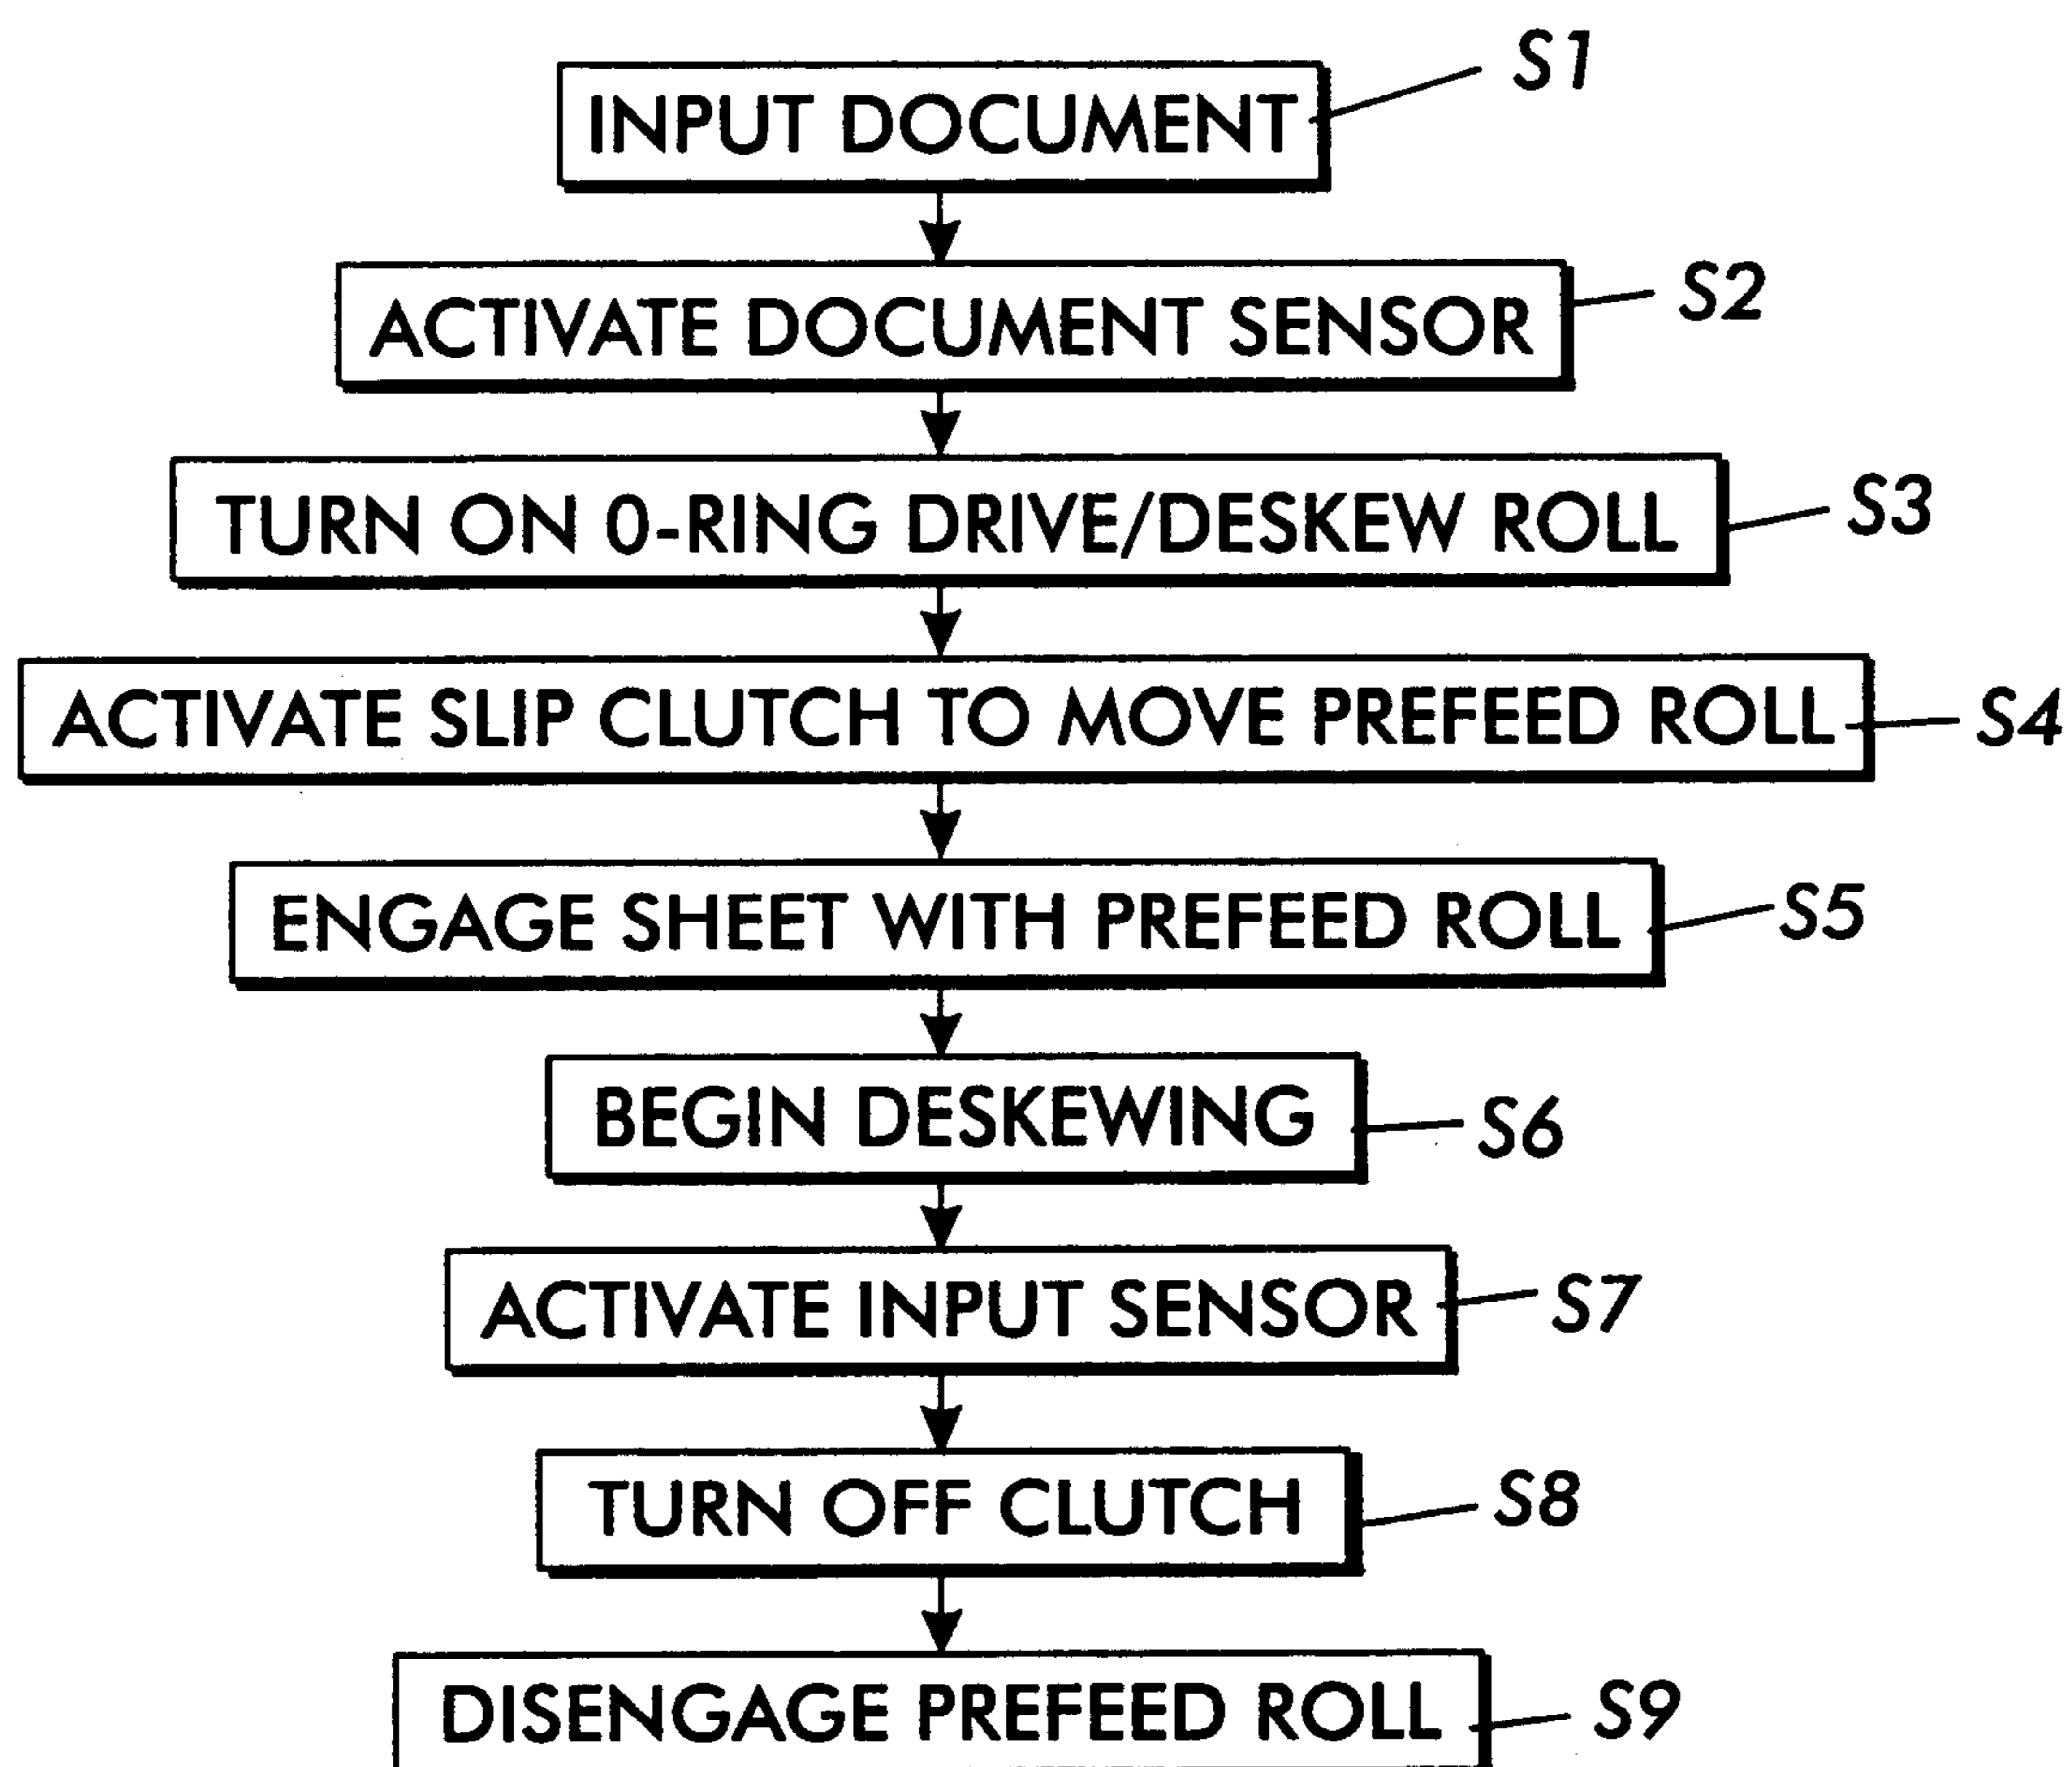 INPUT DOCUMENT S1
ACTIVATE DOCUMENT SENSOR S2
TURN ON 0-RING DRIVE/DESKEW ROLL S3
ACTIVATE SLIP CLUTCH TO MOVE PREFEED ROLL S4
ENGAGE SHEET WITH PREFEED ROLL S5
BEGIN DESKEWING S6
ACTIVATE INPUT SENSOR S7
TURN OFF CLUTCH S8
DISENGAGE PREFEED ROLL S9